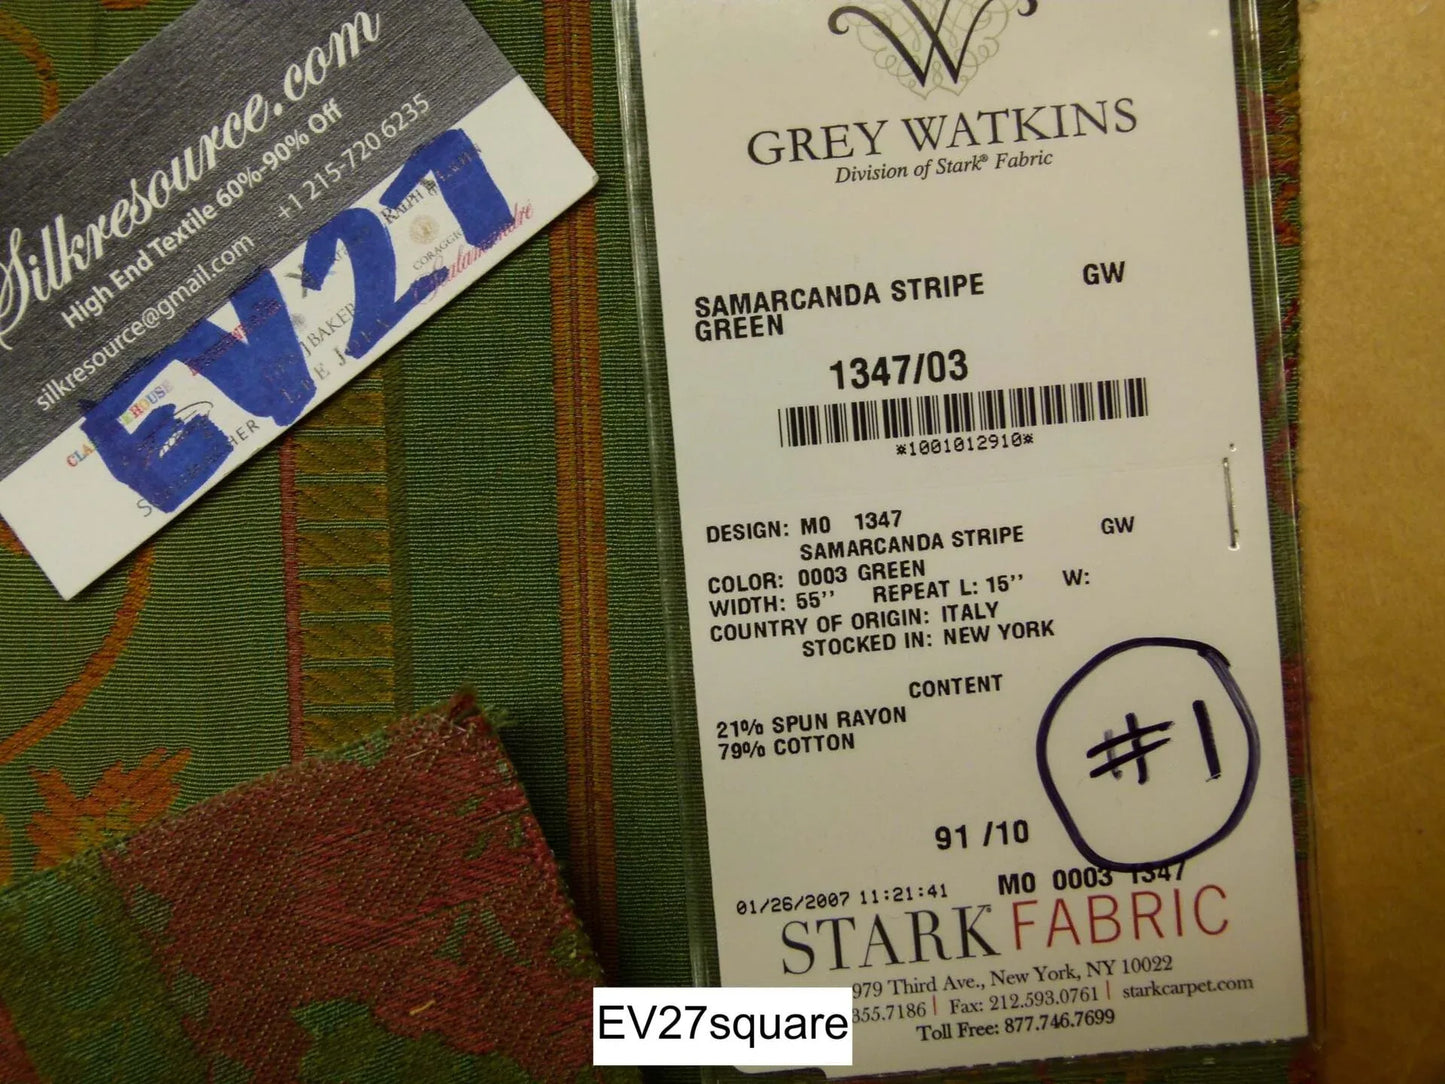 Silkresource.com
High End Textile 60%-90% Off
silkresource@gmail.com +1 215-720 6235
EV27
GREY WATKINS
Division of Stark® Fabric
SAMARCANDA STRIPE GW
GREEN
1347/03
*1001012910*
DESIGN: MO 1347
SAMARCANDA STRIPE GW
COLOR: 0003 GREEN
WIDTH: 55'' REPEAT L: 15'' W:
COUNTRY OF ORIGIN: ITALY
STOCKED IN: NEW YORK
CONTENT
21% SPUN RAYON
79% COTTON
#1
91 /10
01/26/2007 11:21:41 MO 0003 1347
STARK FABRIC
979 Third Ave., New York, NY 10022
355.7186 | Fax: 212.593.0761 | starkcarpet.com
Toll Free: 877.746.7699
EV27square